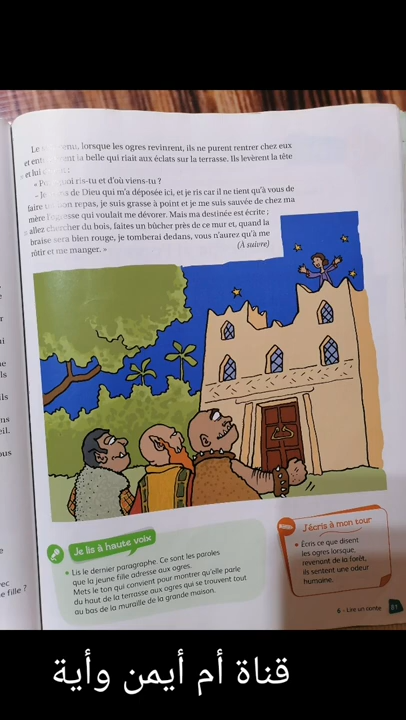 Le venu, lorsque les ogres revinrent, ils ne purent rentrer chez eux
et ent ent la belle qui riait aux éclats sur la terrasse. Ils levèrent la tête
et lui
« oi ris-tu et d'où viens-tu ?
s de Dieu qui m'a déposée ici, et je ris car il ne tient qu'à vous de
faire on repas, je suis grasse à point et je me suis sauvée de chez ma
mère l'ogresse qui voulait me dévorer. Mais ma destinée est écrite ;
allez chercher du bois, faites un bûcher près de ce mur et, quand la
braise sera bien rouge, je tomberai dedans, vous n'aurez qu'à me
rôtir et me manger. » (À suivre)
Je lis à haute voix
• Lis le dernier paragraphe. Ce sont les paroles
que la jeune fille adresse aux ogres.
Mets le ton qui convient pour montrer qu'elle parle
du haut de la terrasse aux ogres qui se trouvent tout
au bas de la muraille de la grande maison.
J'écris à mon tour
• Écris ce que disent
les ogres lorsque,
revenant de la forêt,
ils sentent une odeur
humaine.
6 – Lire un conte
قناة أم أيمن وأية